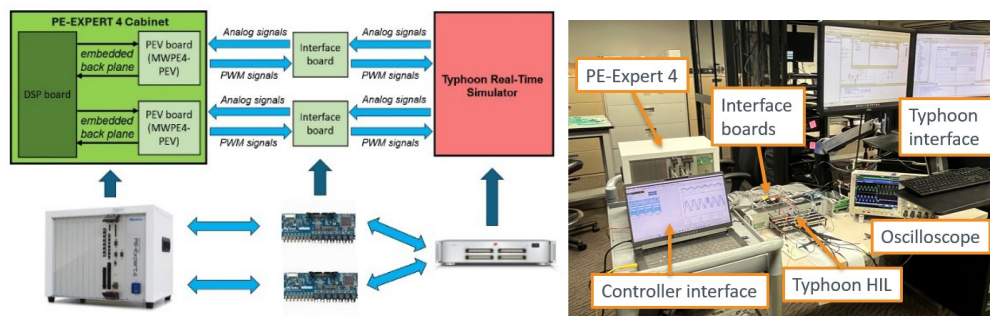 PE-EXPERT 4 Cabinet
DSP board
embedded
back plane
PEV board
(MWPE4-
PEV)
Analog signals
PWM signals
Interface
board
Analog signals
PWM signals
Typhoon Real-Time
Simulator
embedded
back plane
PEV board
(MWPE4-
PEV)
Analog signals
PWM signals
Interface
board
Analog signals
PWM signals
PE-Expert4
PE-Expert 4
Interface
boards
Typhoon
interface
Oscilloscope
Controller interface
Typhoon HIL